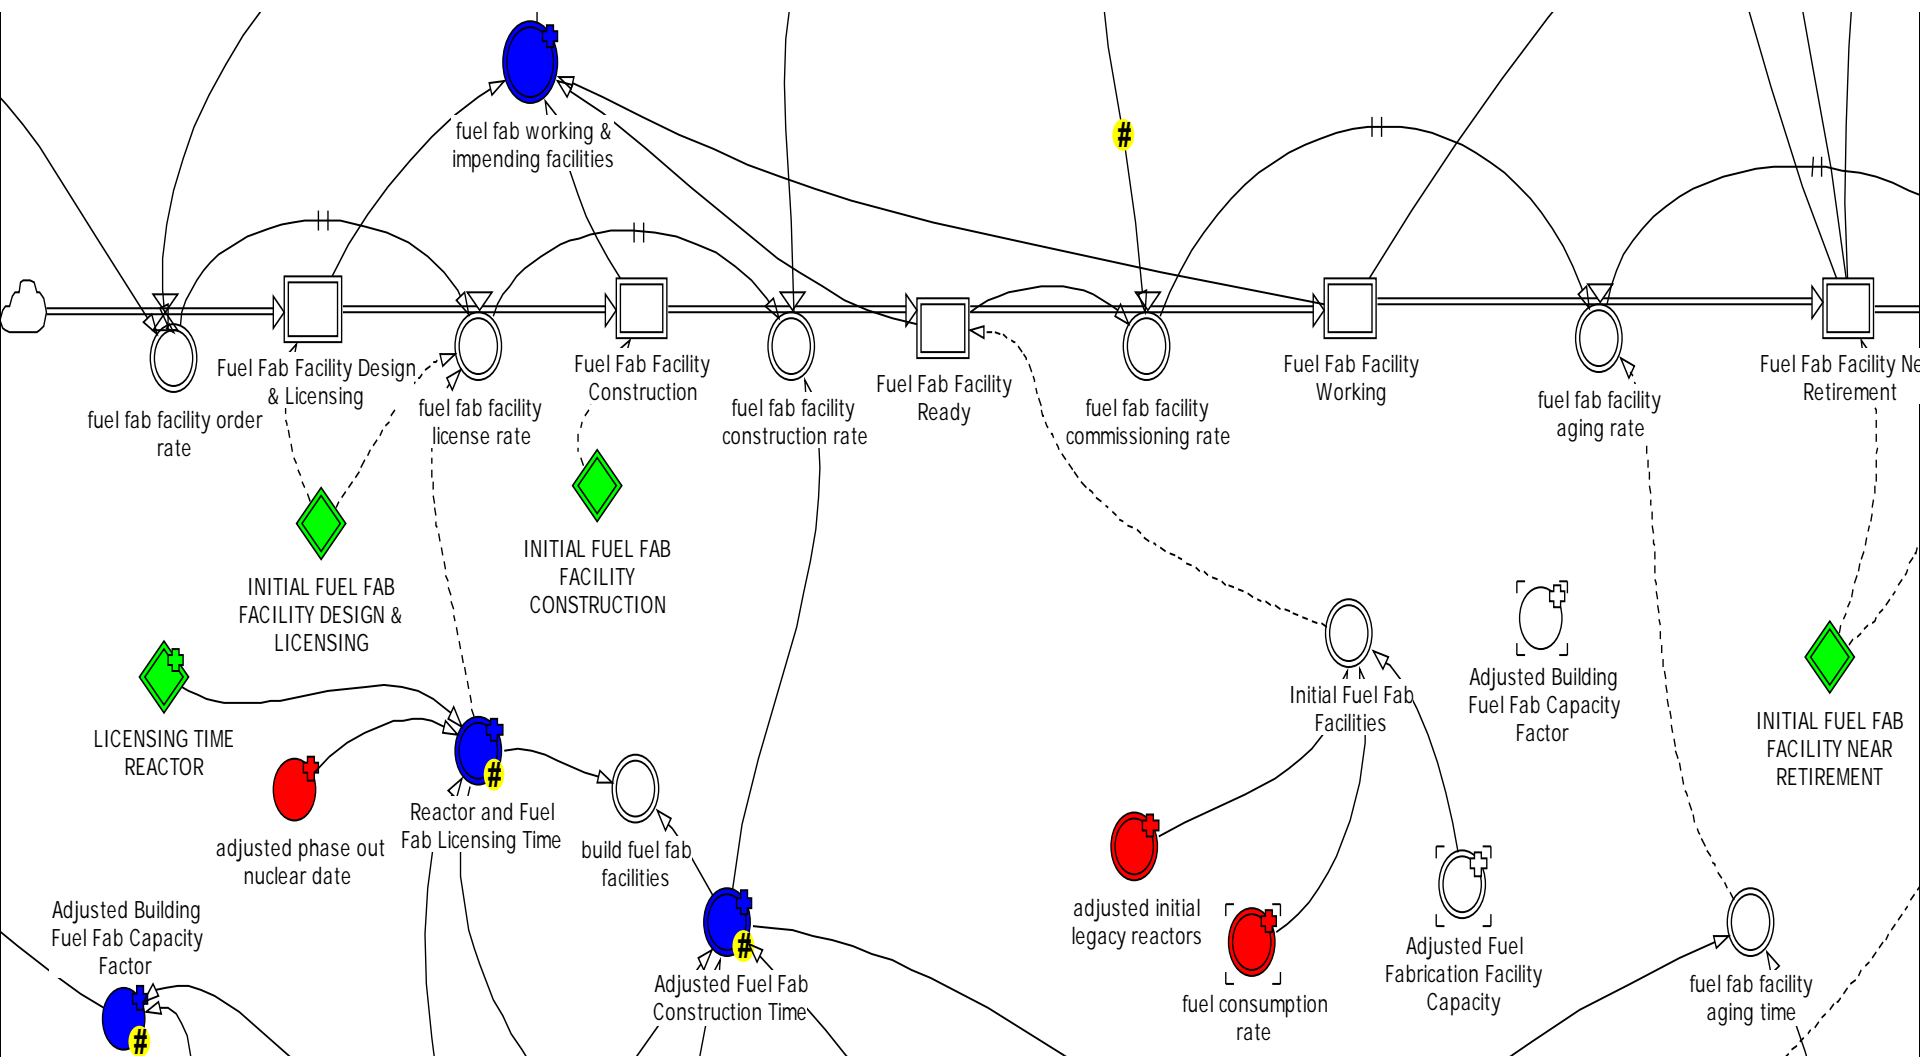 fuel fab working &
impending facilities
#
Fuel Fab Facility Design
& Licensing
fuel fab facility order
rate
fuel fab facility
license rate
Fuel Fab Facility
Construction
fuel fab facility
construction rate
Fuel Fab Facility
Ready
fuel fab facility
commissioning rate
Fuel Fab Facility
Working
fuel fab facility
aging rate
Fuel Fab Facility Ne
Retirement
INITIAL FUEL FAB
FACILITY DESIGN &
LICENSING
INITIAL FUEL FAB
FACILITY
CONSTRUCTION
LICENSING TIME
REACTOR
adjusted phase out
nuclear date
#
Reactor and Fuel
Fab Licensing Time
build fuel fab
facilities
Initial Fuel Fab
Facilities
Adjusted Building
Fuel Fab Capacity
Factor
INITIAL FUEL FAB
FACILITY NEAR
RETIREMENT
Adjusted Building
Fuel Fab Capacity
Factor
#
#
Adjusted Fuel Fab
Construction Time
adjusted initial
legacy reactors
fuel consumption
rate
Adjusted Fuel
Fabrication Facility
Capacity
fuel fab facility
aging time